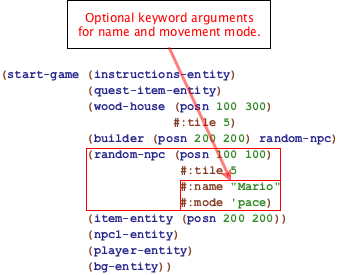 Optional keyword arguments
for name and movement mode.
(start-game (instructions-entity)
(quest-item-entity)
(wood-house (posn 100 300)
#:tile 5)
(builder (posn 200 200) random-npc)
(random-npc (posn 100 100)
#:tile 5
#:name "Mario"
#:mode 'pace)
(item-entity (posn 200 200))
(npc1-entity)
(player-entity)
(bg-entity))